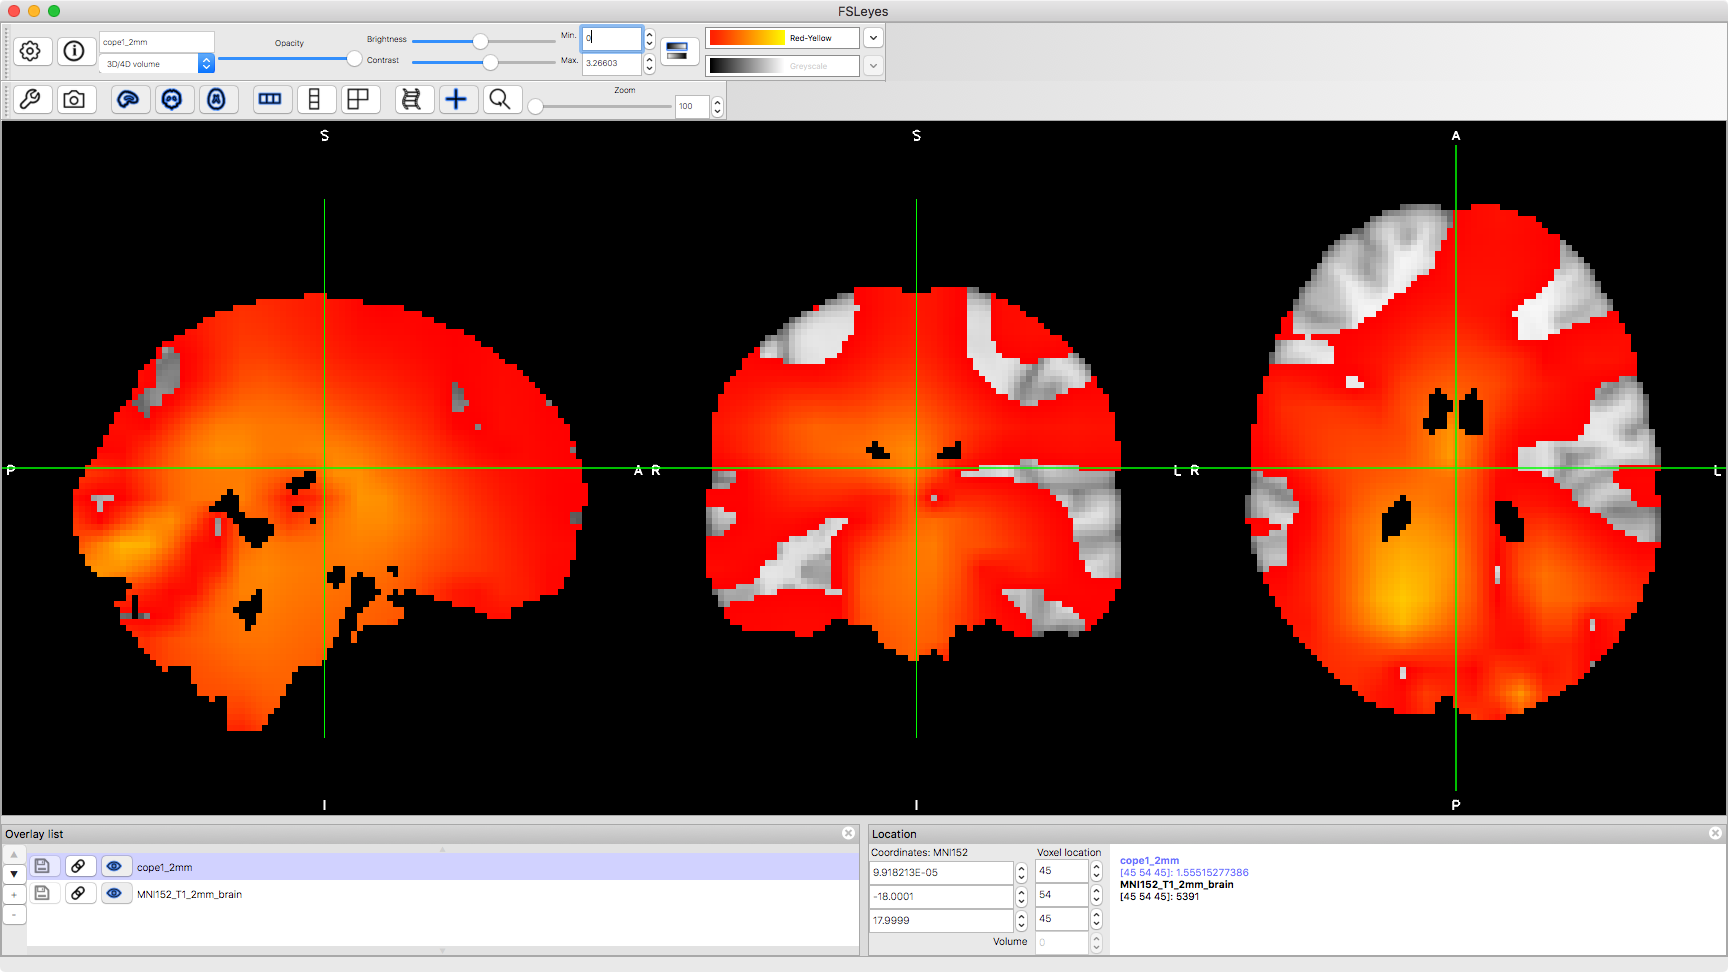 FSLeyes
cope1_2mm
3D/4D volume
Opacity
Brightness
Contrast
Min.
0
Max.
3.26603
Red-Yellow
Greyscale
Zoom
100
S
S
A
P
A R
L R
L
I
I
P
Overlay list
cope1_2mm
MNI152_T1_2mm_brain
Location
Coordinates: MNI152
Voxel location
9.918213E-05
45
-18.0001
54
17.9999
45
Volume
0
cope1_2mm
[45 54 45]: 1.55515277386
MNI152_T1_2mm_brain
[45 54 45]: 5391